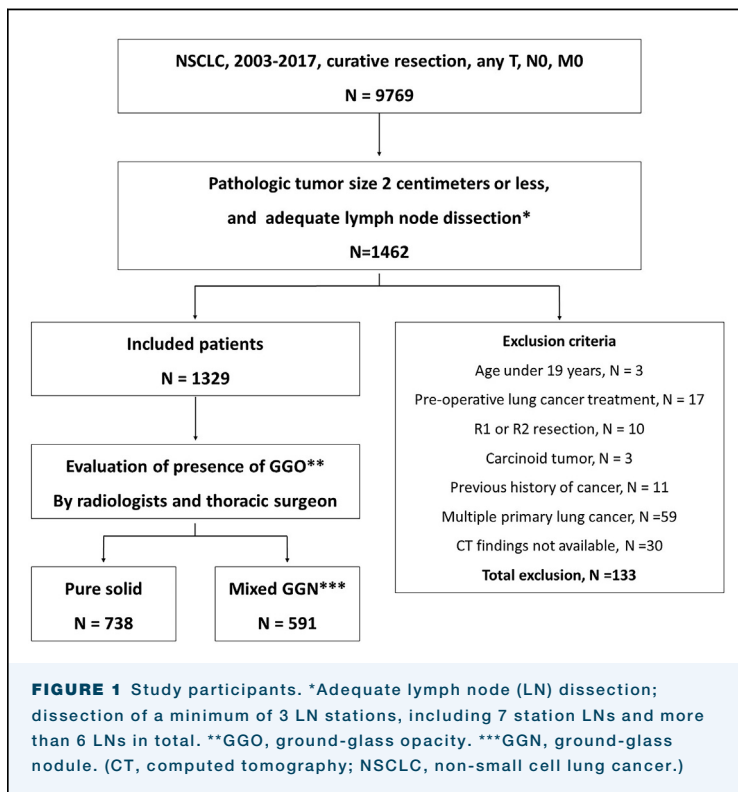 NSCLC, 2003-2017, curative resection, any T, N0, M0
N = 9769
Pathologic tumor size 2 centimeters or less,
and adequate lymph node dissection*
N=1462
Included patients
N = 1329
Evaluation of presence of GGO**
By radiologists and thoracic surgeon
Pure solid
N = 738
Mixed GGN***
N = 591
Exclusion criteria
Age under 19 years, N = 3
Pre-operative lung cancer treatment, N = 17
R1 or R2 resection, N = 10
Carcinoid tumor, N = 3
Previous history of cancer, N = 11
Multiple primary lung cancer, N =59
CT findings not available, N =30
Total exclusion, N =133
FIGURE 1 Study participants. *Adequate lymph node (LN) dissection;
dissection of a minimum of 3 LN stations, including 7 station LNs and more
than 6 LNs in total. **GGO, ground-glass opacity. ***GGN, ground-glass
nodule. (CT, computed tomography; NSCLC, non-small cell lung cancer.)